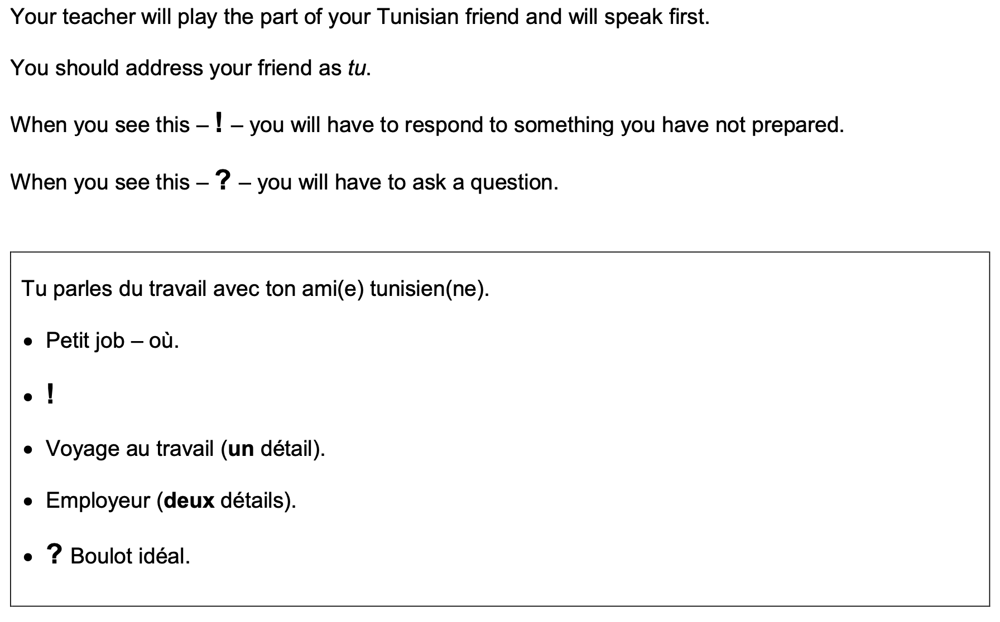 Your teacher will play the part of your Tunisian friend and will speak first.
You should address your friend as tu.
When you see this – ! – you will have to respond to something you have not prepared.
When you see this – ? – you will have to ask a question.
Tu parles du travail avec ton ami(e) tunisien(ne).
• Petit job – où.
• !
• Voyage au travail (un détail).
• Employeur (deux détails).
• ? Boulot idéal.